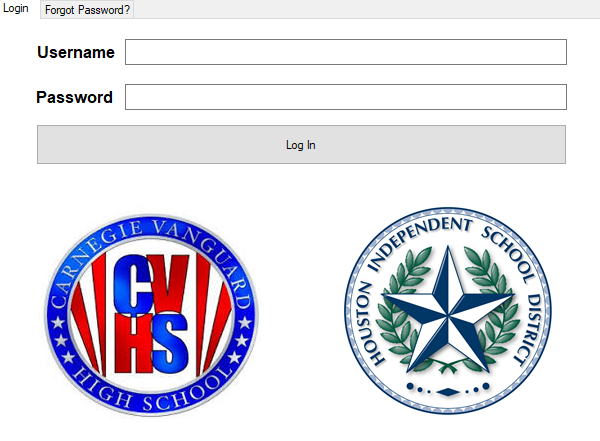 Login
Forgot Password?
Username
Password
Log In
CARNEGIE VANGUARD
CV
HS
HIGH SCHOOL
HOUSTON INDEPENDENT SCHOOL DISTRICT